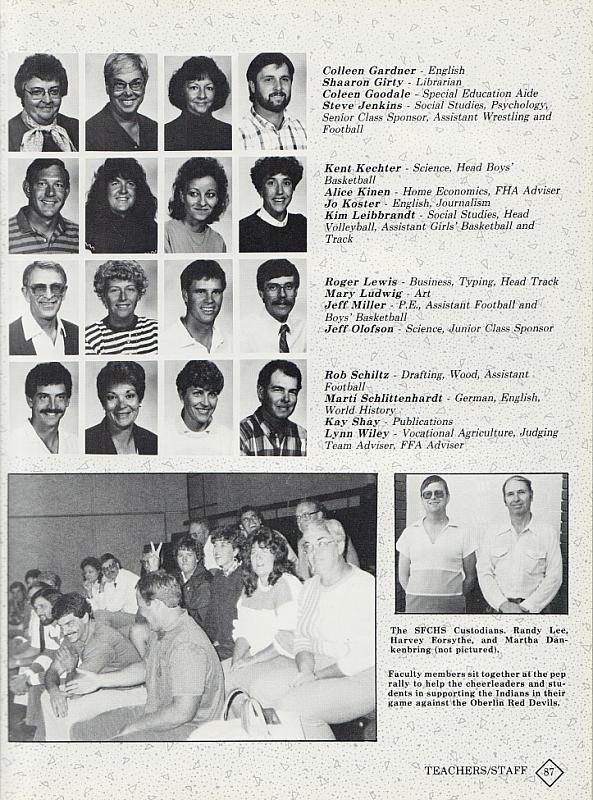 Colleen Gardner - English
Shaaron Girty - Librarian
Coleen Goodale - Special Education Aide
Steve Jenkins - Social Studies, Psychology,
Senior Class Sponsor, Assistant Wrestling and
Football
Kent Kechter - Science, Head Boys'
Basketball
Alice Kinen - Home Economics, FHA Adviser
Jo Koster - English, Journalism
Kim Leibbrandt - Social Studies, Head
Volleyball, Assistant Girls' Basketball and
Track
Roger Lewis - Business, Typing, Head Track
Mary Ludwig - Art
Jeff Miller - P.E., Assistant Football and
Boys' Basketball
Jeff Olofson - Science, Junior Class Sponsor
Rob Schiltz - Drafting, Wood, Assistant
Football
Marti Schlittenhardt - German, English,
World History
Kay Shay - Publications
Lynn Wiley - Vocational Agriculture, Judging
Team Adviser, FFA Adviser
The SFCHS Custodians. Randy Lee,
Harvey Forsythe, and Martha Dan-
kenbring (not pictured).
Faculty members sit together at the pep
rally to help the cheerleaders and stu-
dents in supporting the Indians in their
game against the Oberlin Red Devils.
TEACHERS/STAFF 87